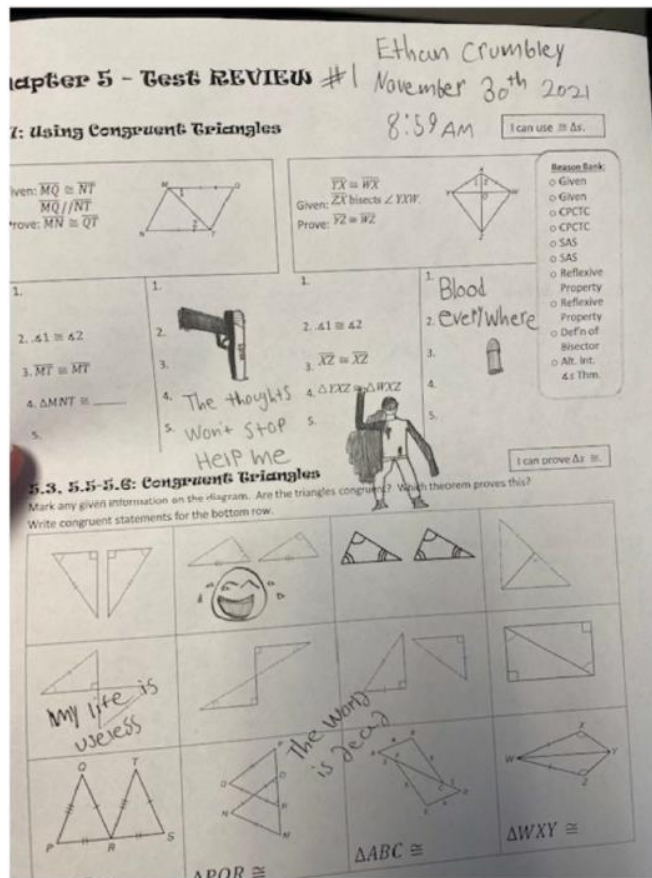 apter 5 - Test REVIEW #1
Ethan Crumbley
November 30th 2021
8:59 AM
7: Using Congruent Triangles
I can use ≅ Δs.
iven: MQ ≅ NT
MQ//NT
rove: MN ≅ QT
M
Q
N
T
1
2
YX ≅ WX
Given: ZX bisects ∠YXW.
Prove: YZ ≅ WZ
X
1 2
Y
W
Z
Reason Bank:
o Given
o Given
o CPCTC
o CPCTC
o SAS
o SAS
o Reflexive
Property
o Reflexive
Property
o Def'n of
Bisector
o Alt. Int.
∡s Thm.
1.
2. ∡1 ≅ ∡2
3. MT ≅ MT
4. ΔMNT ≅ ____
5.
1.
2.
3.
4. The thoughts
5. Won't Stop
Help me
1.
2. ∡1 ≅ ∡2
3. XZ ≅ XZ
4. ΔYXZ ≅ ΔWXZ
5.
1. Blood
2. everywhere
3.
4.
5.
I can prove Δs ≅.
5.3, 5.5-5.6: Congruent Triangles
Mark any given information on the diagram. Are the triangles congruent? Which theorem proves this?
Write congruent statements for the bottom row.
My life is
useless
The world
is dead
Q
T
P
R
S
P
Q
O
N
R
M
ΔPQR ≅
ΔABC ≅
X
W
Y
Z
ΔWXY ≅